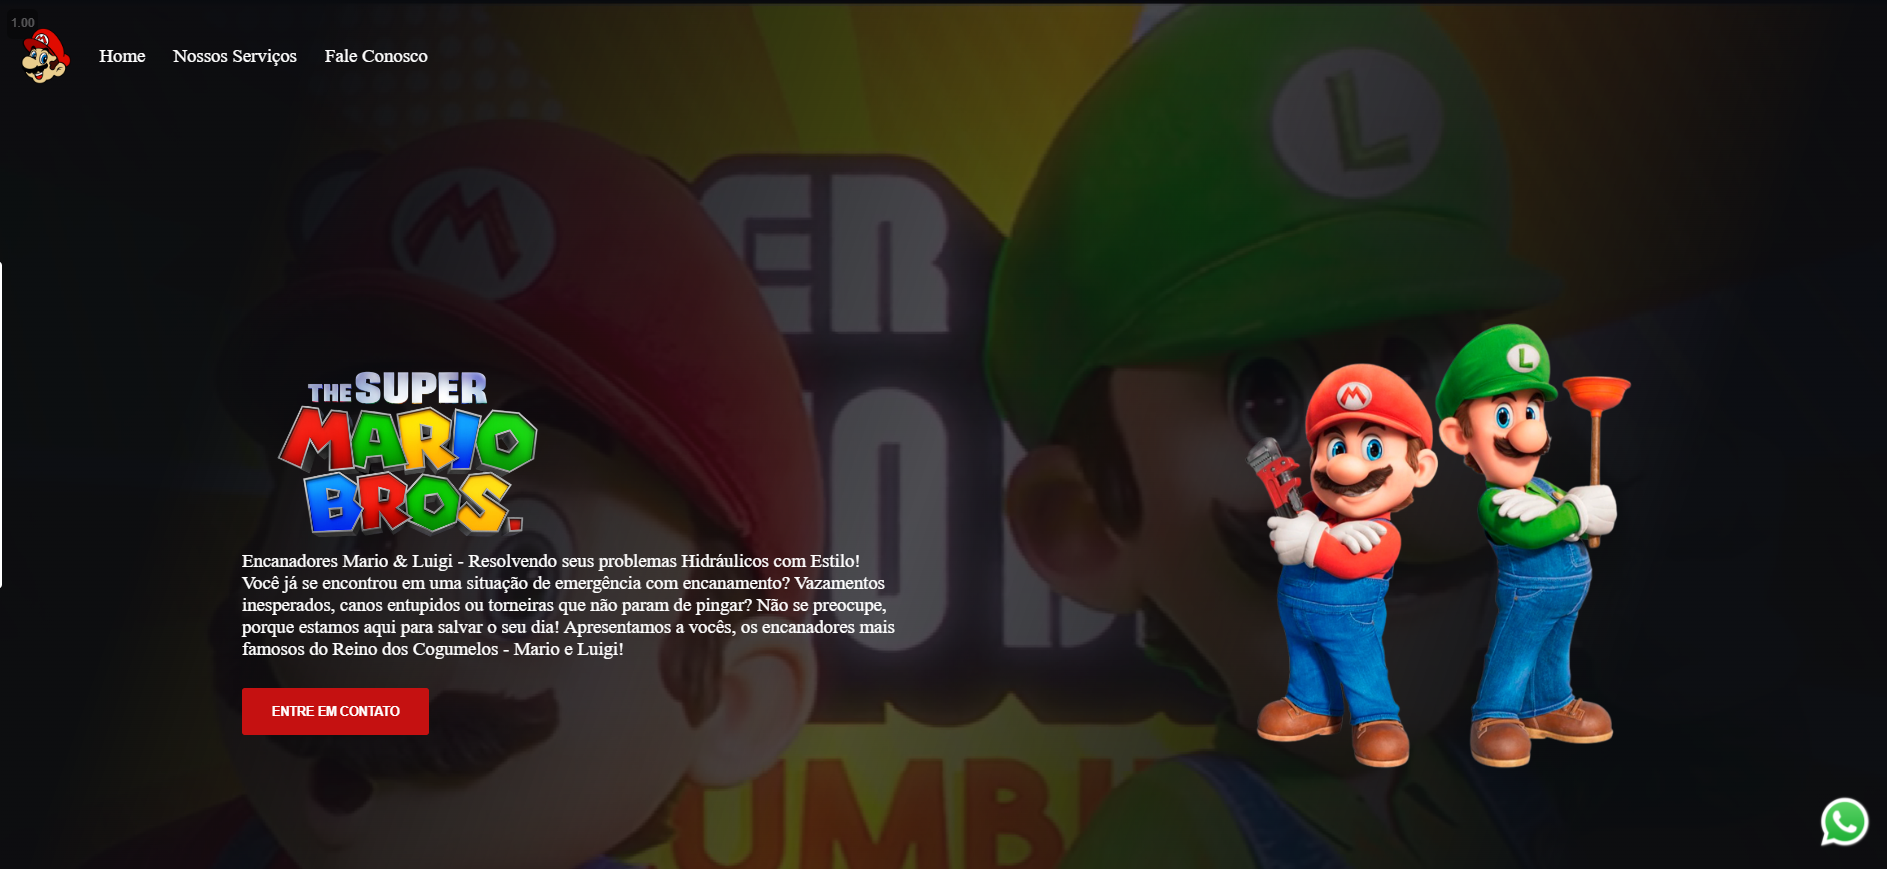 1.00
Home Nossos Serviços Fale Conosco
M
L
ER
THE SUPER
MARIO
BROS.
M
L
Encanadores Mario & Luigi - Resolvendo seus problemas Hidráulicos com Estilo!
Você já se encontrou em uma situação de emergência com encanamento? Vazamentos
inesperados, canos entupidos ou torneiras que não param de pingar? Não se preocupe,
porque estamos aqui para salvar o seu dia! Apresentamos a vocês, os encanadores mais
famosos do Reino dos Cogumelos - Mario e Luigi!
ENTRE EM CONTATO
UMBI